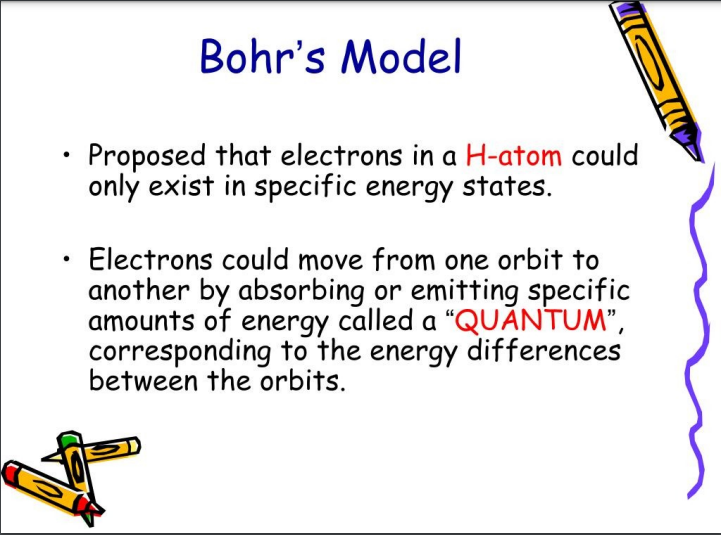 Bohr’s Model
• Proposed that electrons in a H-atom could
only exist in specific energy states.
• Electrons could move from one orbit to
another by absorbing or emitting specific
amounts of energy called a “QUANTUM”,
corresponding to the energy differences
between the orbits.